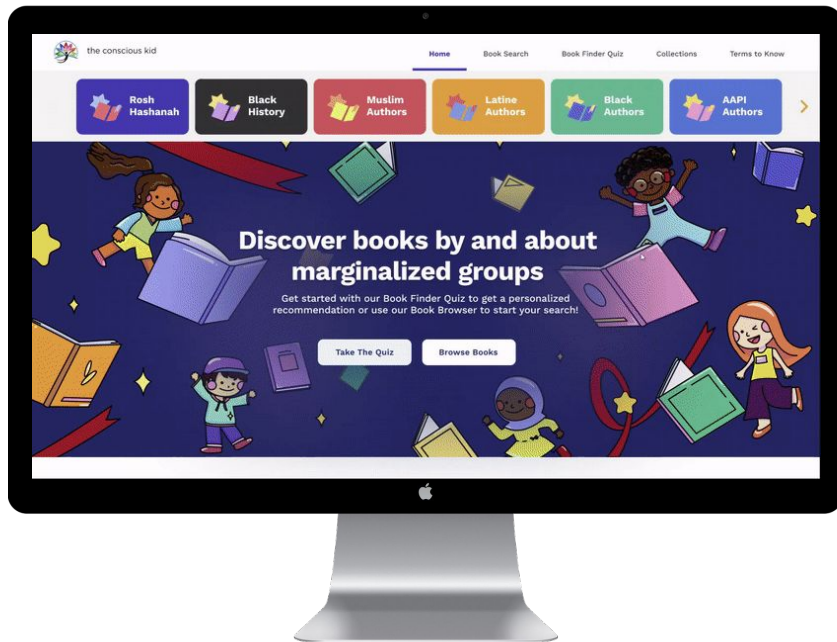 the conscious kid
Home
Book Search
Book Finder Quiz
Collections
Terms to Know
Rosh
Hashanah
Black
History
Muslim
Authors
Latine
Authors
Black
Authors
AAPI
Authors
Discover books by and about
marginalized groups
Get started with our Book Finder Quiz to get a personalized
recommendation or use our Book Browser to start your search!
Take The Quiz
Browse Books